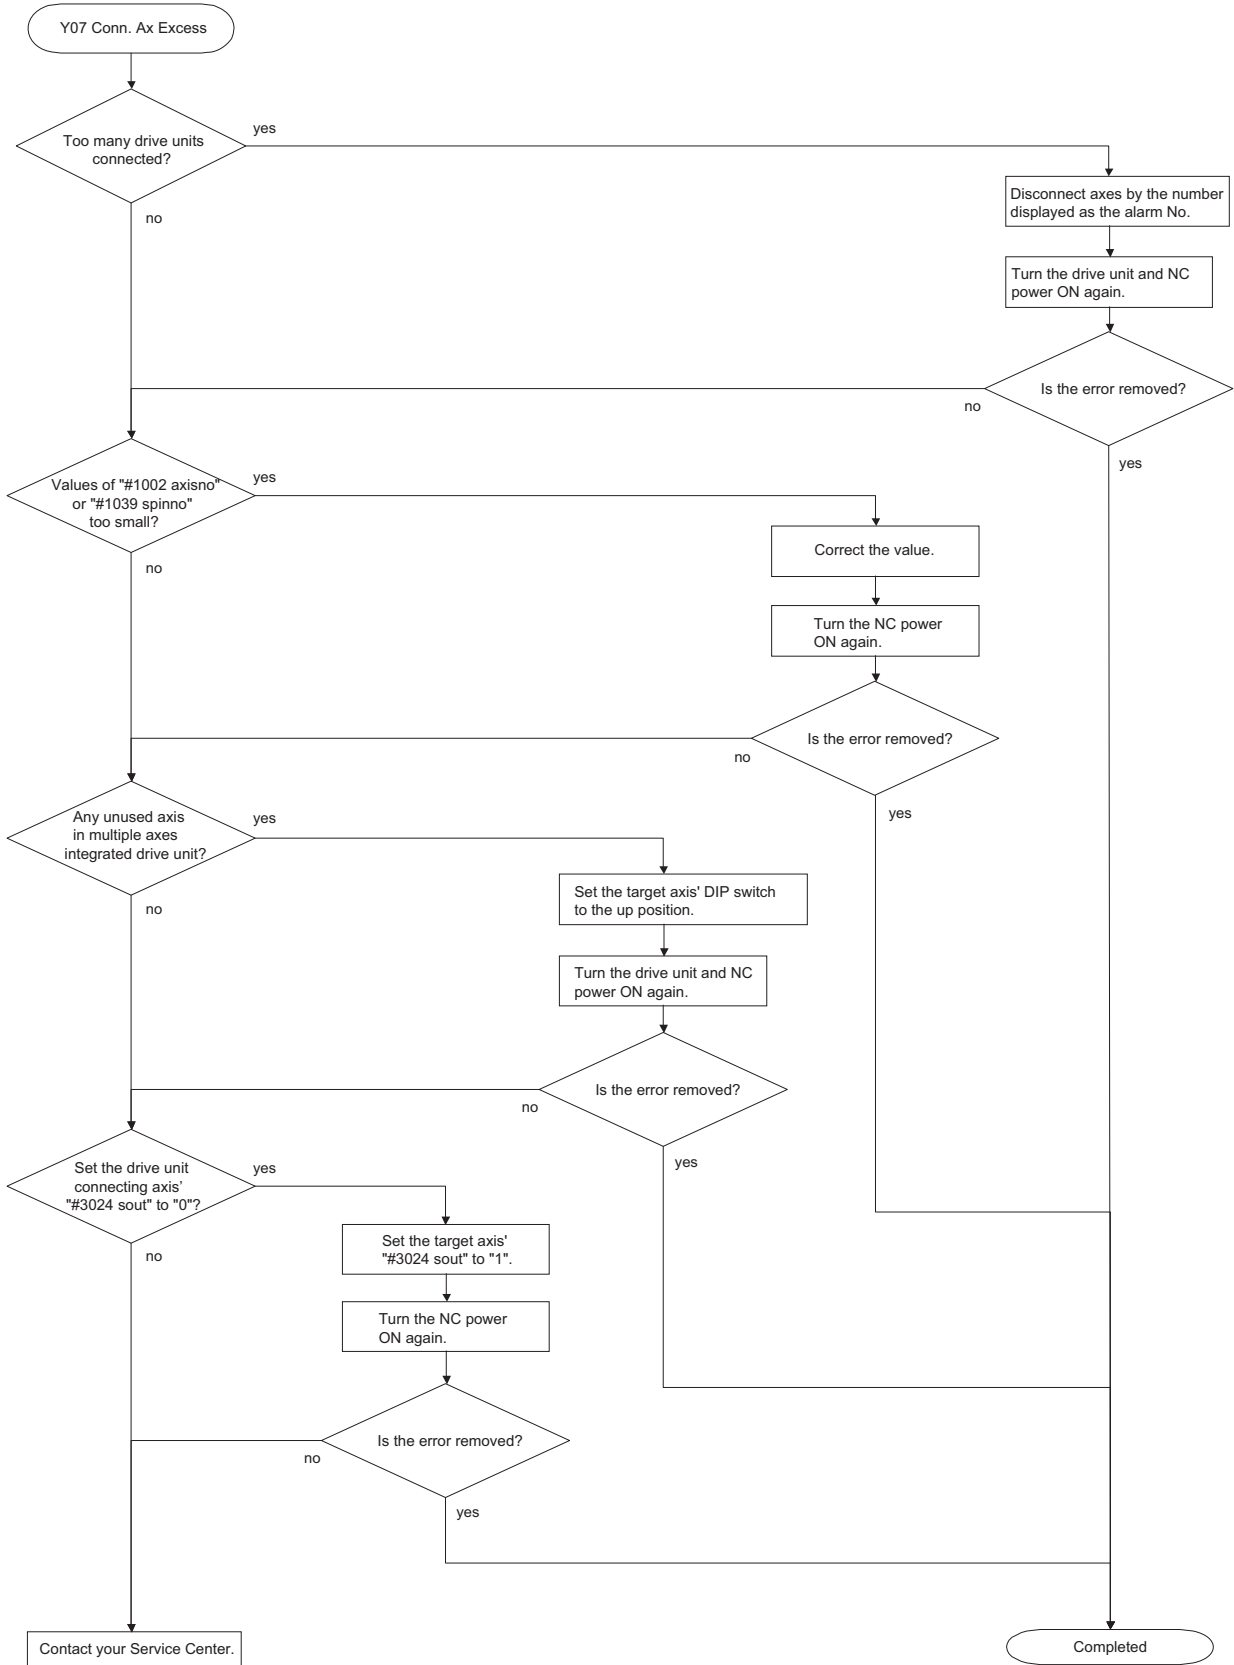 Y07 Conn. Ax Excess
Too many drive units
connected?
yes
no
Disconnect axes by the number
displayed as the alarm No.
Turn the drive unit and NC
power ON again.
Is the error removed?
no
yes
Values of "#1002 axisno"
or "#1039 spinno"
too small?
yes
no
Correct the value.
Turn the NC power
ON again.
Is the error removed?
no
yes
Any unused axis
in multiple axes
integrated drive unit?
yes
no
Set the target axis' DIP switch
to the up position.
Turn the drive unit and NC
power ON again.
Is the error removed?
no
yes
Set the drive unit
connecting axis’
"#3024 sout" to "0"?
yes
no
Set the target axis'
"#3024 sout" to "1".
Turn the NC power
ON again.
Is the error removed?
no
yes
Contact your Service Center.
Completed